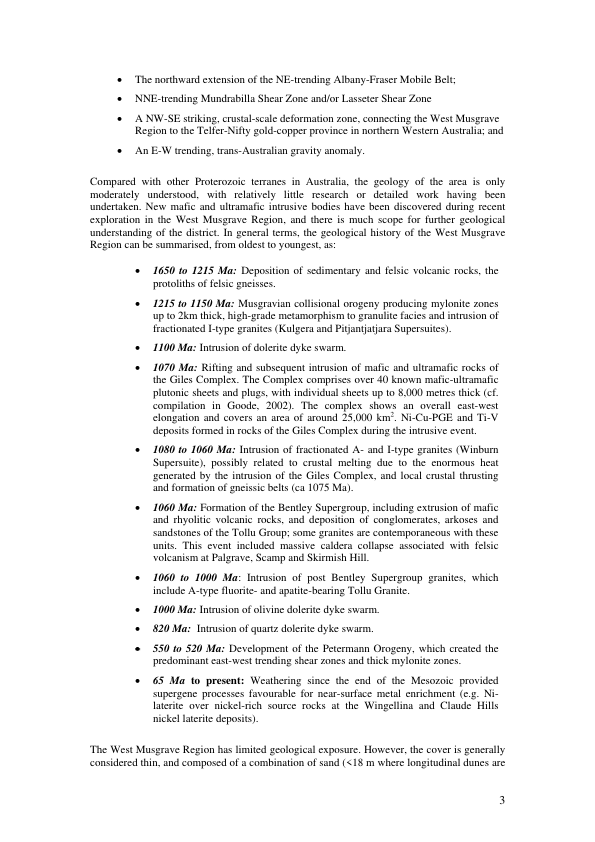 • The northward extension of the NE-trending Albany-Fraser Mobile Belt;
• NNE-trending Mundrabilla Shear Zone and/or Lasseter Shear Zone
• A NW-SE striking, crustal-scale deformation zone, connecting the West Musgrave
Region to the Telfer-Nifty gold-copper province in northern Western Australia; and
• An E-W trending, trans-Australian gravity anomaly.
Compared with other Proterozoic terranes in Australia, the geology of the area is only
moderately understood, with relatively little research or detailed work having been
undertaken. New mafic and ultramafic intrusive bodies have been discovered during recent
exploration in the West Musgrave Region, and there is much scope for further geological
understanding of the district. In general terms, the geological history of the West Musgrave
Region can be summarised, from oldest to youngest, as:
• 1650 to 1215 Ma: Deposition of sedimentary and felsic volcanic rocks, the
protoliths of felsic gneisses.
• 1215 to 1150 Ma: Musgravian collisional orogeny producing mylonite zones
up to 2km thick, high-grade metamorphism to granulite facies and intrusion of
fractionated I-type granites (Kulgera and Pitjantjatjara Supersuites).
• 1100 Ma: Intrusion of dolerite dyke swarm.
• 1070 Ma: Rifting and subsequent intrusion of mafic and ultramafic rocks of
the Giles Complex. The Complex comprises over 40 known mafic-ultramafic
plutonic sheets and plugs, with individual sheets up to 8,000 metres thick (cf.
compilation in Goode, 2002). The complex shows an overall east-west
elongation and covers an area of around 25,000 km². Ni-Cu-PGE and Ti-V
deposits formed in rocks of the Giles Complex during the intrusive event.
• 1080 to 1060 Ma: Intrusion of fractionated A- and I-type granites (Winburn
Supersuite), possibly related to crustal melting due to the enormous heat
generated by the intrusion of the Giles Complex, and local crustal thrusting
and formation of gneissic belts (ca 1075 Ma).
• 1060 Ma: Formation of the Bentley Supergroup, including extrusion of mafic
and rhyolitic volcanic rocks, and deposition of conglomerates, arkoses and
sandstones of the Tollu Group; some granites are contemporaneous with these
units. This event included massive caldera collapse associated with felsic
volcanism at Palgrave, Scamp and Skirmish Hill.
• 1060 to 1000 Ma: Intrusion of post Bentley Supergroup granites, which
include A-type fluorite- and apatite-bearing Tollu Granite.
• 1000 Ma: Intrusion of olivine dolerite dyke swarm.
• 820 Ma: Intrusion of quartz dolerite dyke swarm.
• 550 to 520 Ma: Development of the Petermann Orogeny, which created the
predominant east-west trending shear zones and thick mylonite zones.
• 65 Ma to present: Weathering since the end of the Mesozoic provided
supergene processes favourable for near-surface metal enrichment (e.g. Ni-
laterite over nickel-rich source rocks at the Wingellina and Claude Hills
nickel laterite deposits).
The West Musgrave Region has limited geological exposure. However, the cover is generally
considered thin, and composed of a combination of sand (<18 m where longitudinal dunes are
3